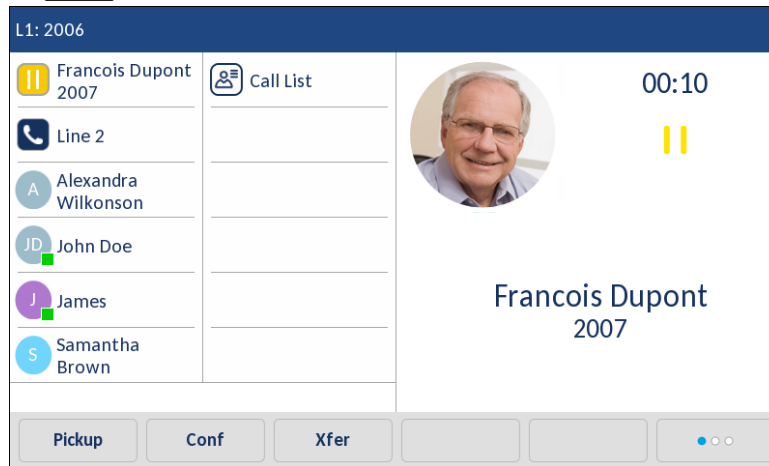 L1: 2006
Francois Dupont
2007
Line 2
A
Alexandra
Wilkonson
JD
John Doe
J
James
S
Samantha
Brown
Call List
00:10
Francois Dupont
2007
Pickup
Conf
Xfer